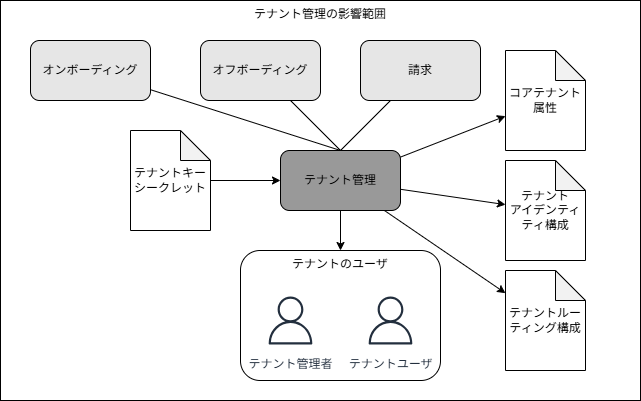 テナント管理の影響範囲
オンボーディング
オフボーディング
請求
コアテナント
属性
テナントキー
シークレット
テナント管理
テナント
アイデンティ
ティ構成
テナントのユーザ
テナントルー
ティング構成
テナント管理者
テナントユーザ